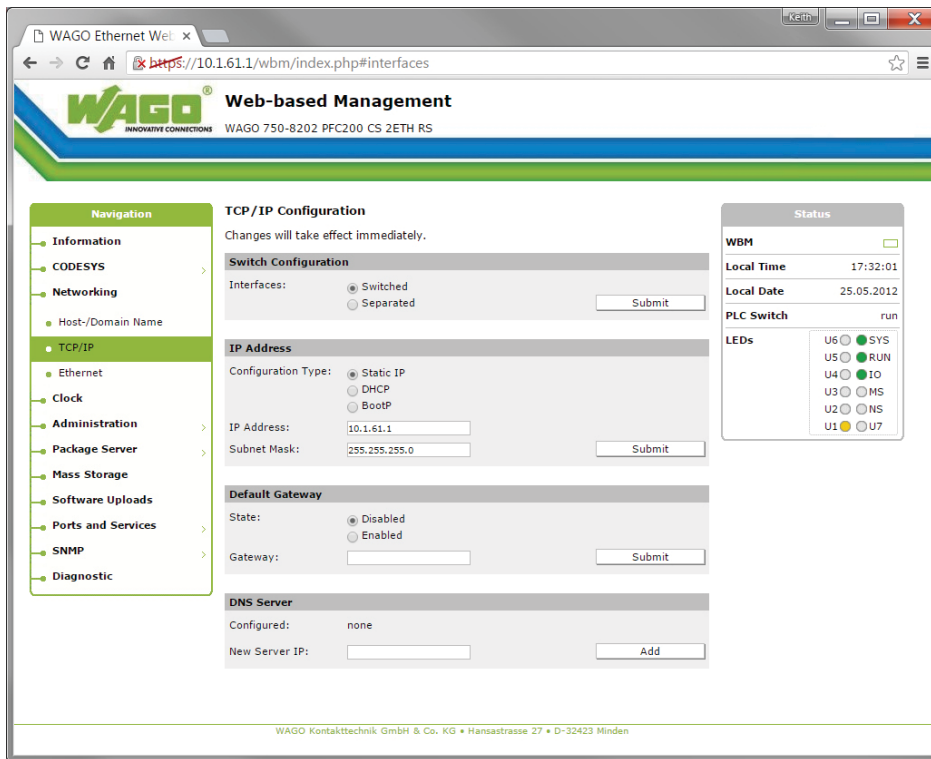 Keith
WAGO Ethernet Web
https://10.1.61.1/wbm/index.php#interfaces
WAGO®
INNOVATIVE CONNECTIONS
Web-based Management
WAGO 750-8202 PFC200 CS 2ETH RS
Navigation
Information
CODESYS
Networking
Host-/Domain Name
TCP/IP
Ethernet
Clock
Administration
Package Server
Mass Storage
Software Uploads
Ports and Services
SNMP
Diagnostic
TCP/IP Configuration
Changes will take effect immediately.
Switch Configuration
Interfaces: Switched
Separated Submit
IP Address
Configuration Type: Static IP
DHCP
BootP
IP Address: 10.1.61.1
Subnet Mask: 255.255.255.0 Submit
Default Gateway
State: Disabled
Enabled
Gateway: Submit
DNS Server
Configured: none
New Server IP: Add
Status
WBM
Local Time 17:32:01
Local Date 25.05.2012
PLC Switch run
LEDs U6 SYS
U5 RUN
U4 IO
U3 MS
U2 NS
U1 U7
WAGO Kontakttechnik GmbH & Co. KG • Hansastrasse 27 • D-32423 Minden